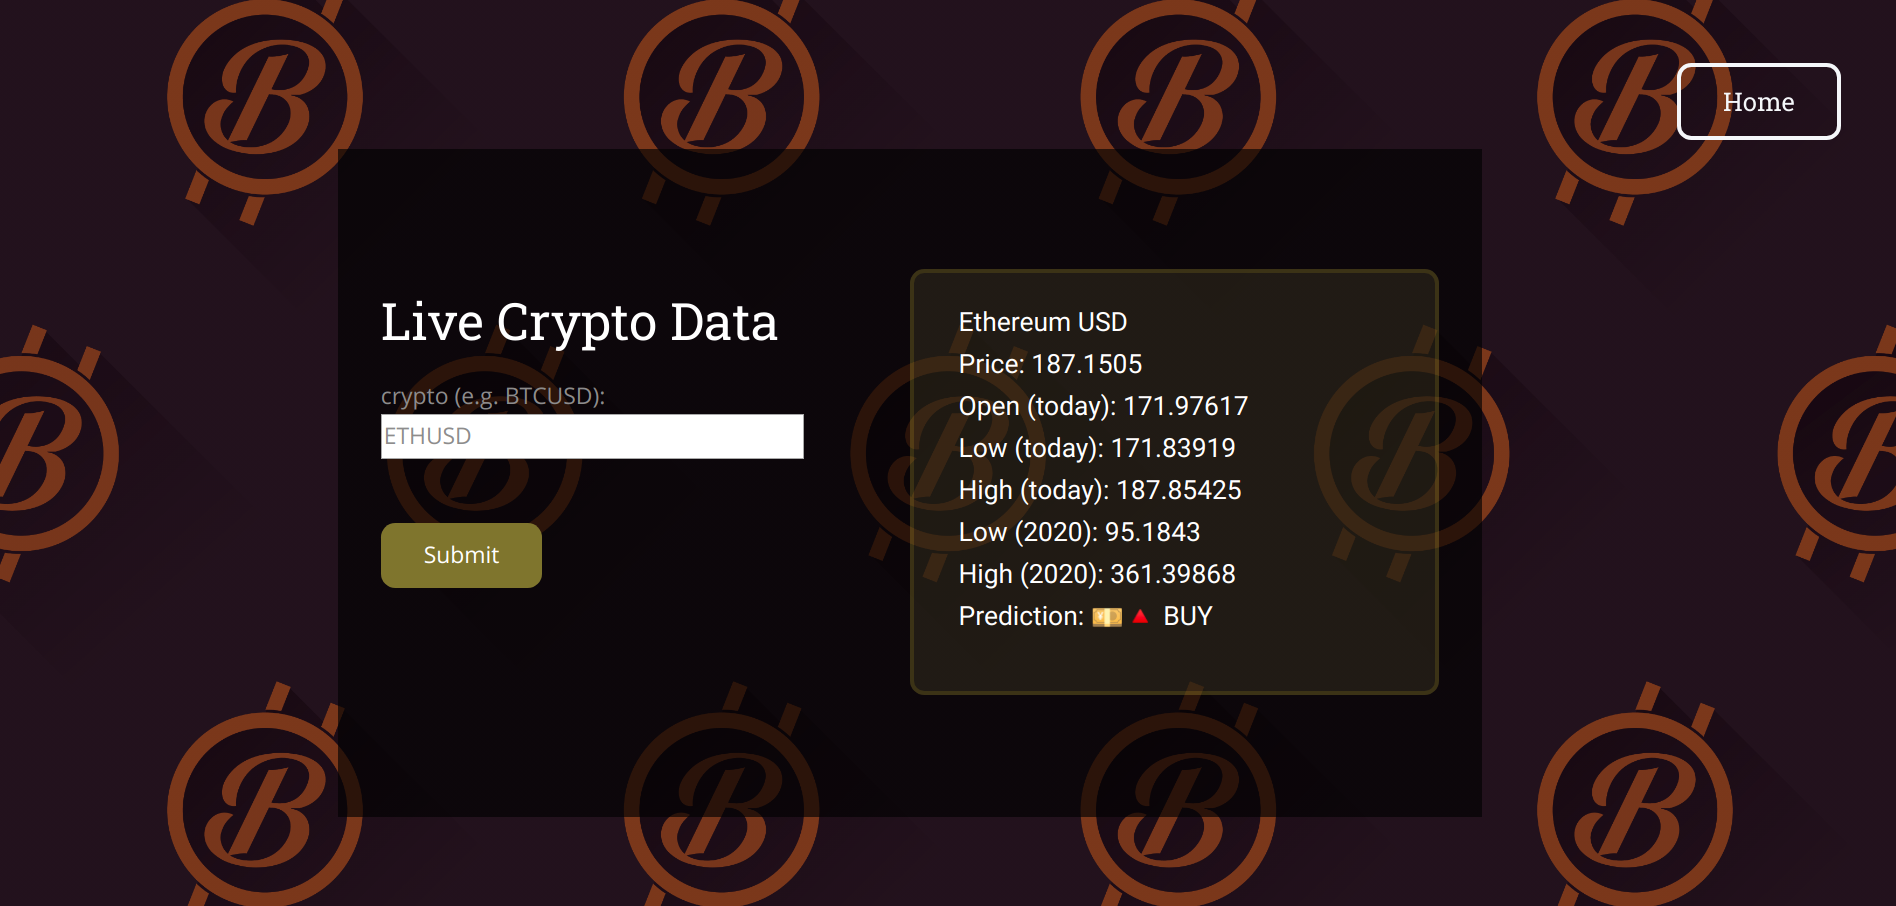 Home
Live Crypto Data
crypto (e.g. BTCUSD):
ETHUSD
Submit
Ethereum USD
Price: 187.1505
Open (today): 171.97617
Low (today): 171.83919
High (today): 187.85425
Low (2020): 95.1843
High (2020): 361.39868
Prediction: 💴🔺 BUY